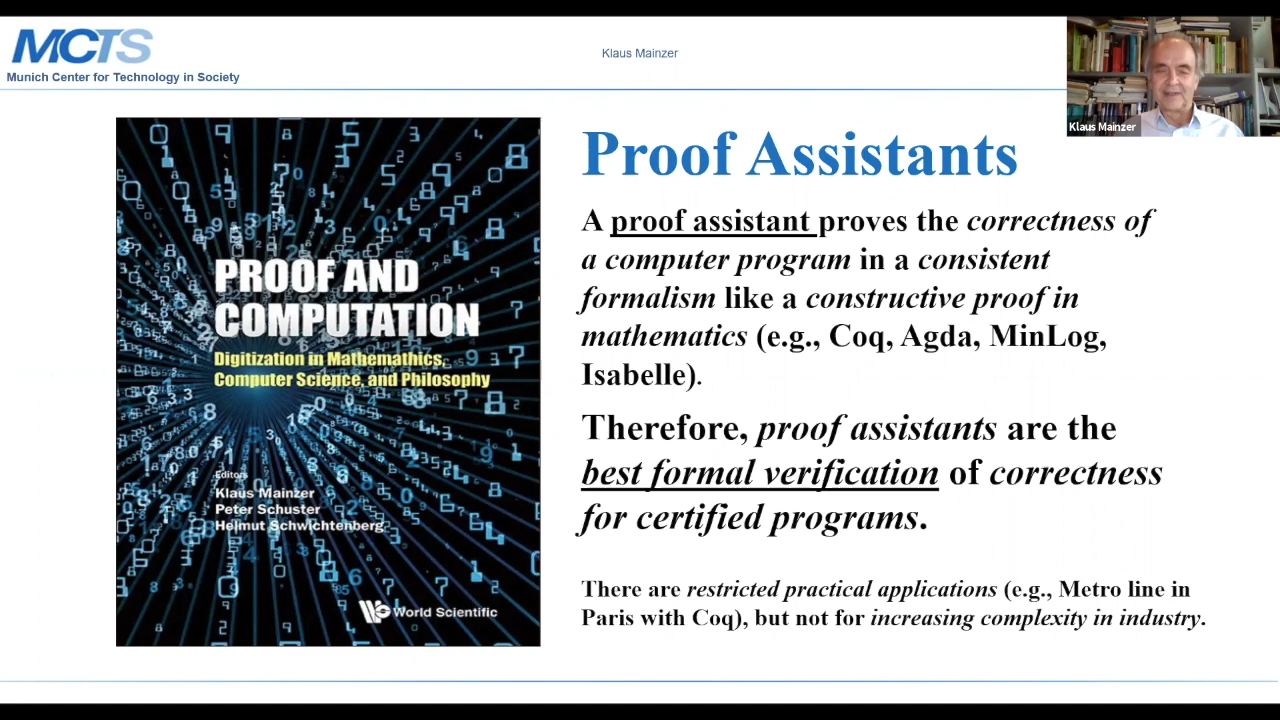 MCTS
Munich Center for Technology in Society
Klaus Mainzer
Klaus Mainzer
PROOF AND
COMPUTATION
Digitization in Mathemathics,
Computer Science, and Philosophy
Editors
Klaus Mainzer
Peter Schuster
Helmut Schwichtenberg
World Scientific
Proof Assistants
A proof assistant proves the correctness of
a computer program in a consistent
formalism like a constructive proof in
mathematics (e.g., Coq, Agda, MinLog,
Isabelle).
Therefore, proof assistants are the
best formal verification of correctness
for certified programs.
There are restricted practical applications (e.g., Metro line in
Paris with Coq), but not for increasing complexity in industry.